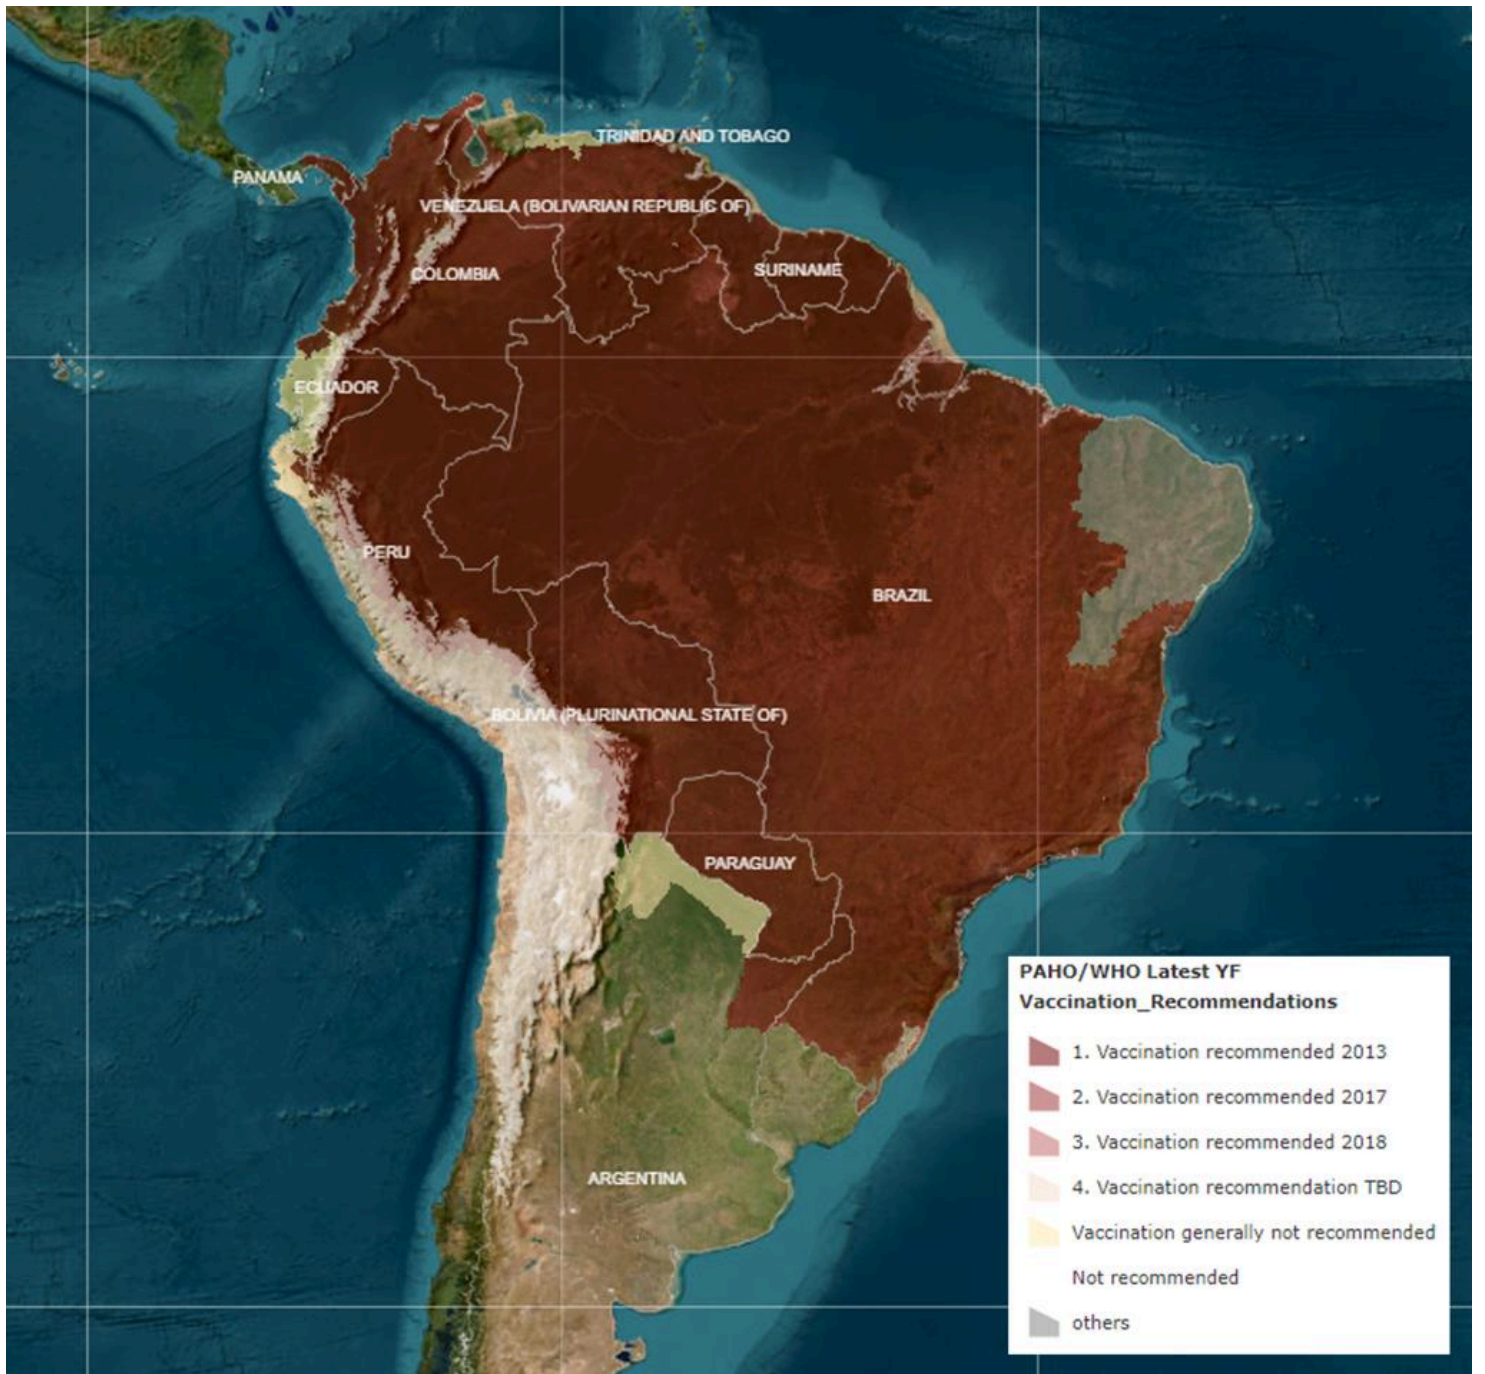 TRINIDAD AND TOBAGO
PANAMA
VENEZUELA (BOLIVARIAN REPUBLIC OF)
COLOMBIA
SURINAME
ECUADOR
PERU
BRAZIL
BOLIVIA (PLURINATIONAL STATE OF)
PARAGUAY
ARGENTINA
PAHO/WHO Latest YF
Vaccination_Recommendations
1. Vaccination recommended 2013
2. Vaccination recommended 2017
3. Vaccination recommended 2018
4. Vaccination recommendation TBD
Vaccination generally not recommended
Not recommended
others